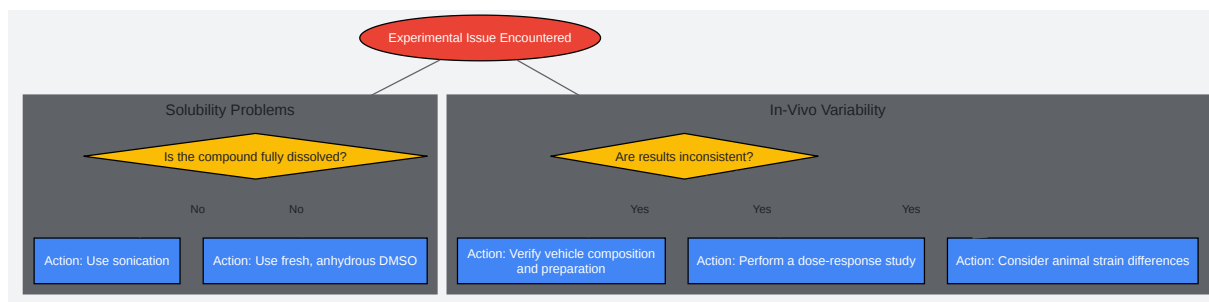 Experimental Issue Encountered
Solubility Problems
Is the compound fully dissolved?
No
No
Action: Use sonication
Action: Use fresh, anhydrous DMSO
In-Vivo Variability
Are results inconsistent?
Yes
Yes
Yes
Action: Verify vehicle composition
and preparation
Action: Perform a dose-response study
Action: Consider animal strain differences